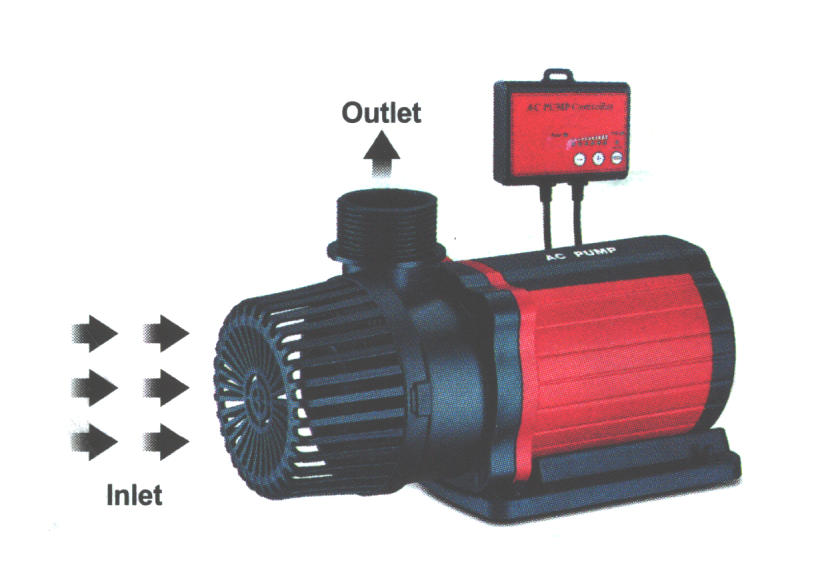 Outlet
AC PUMP Controller
AC PUMP
Inlet